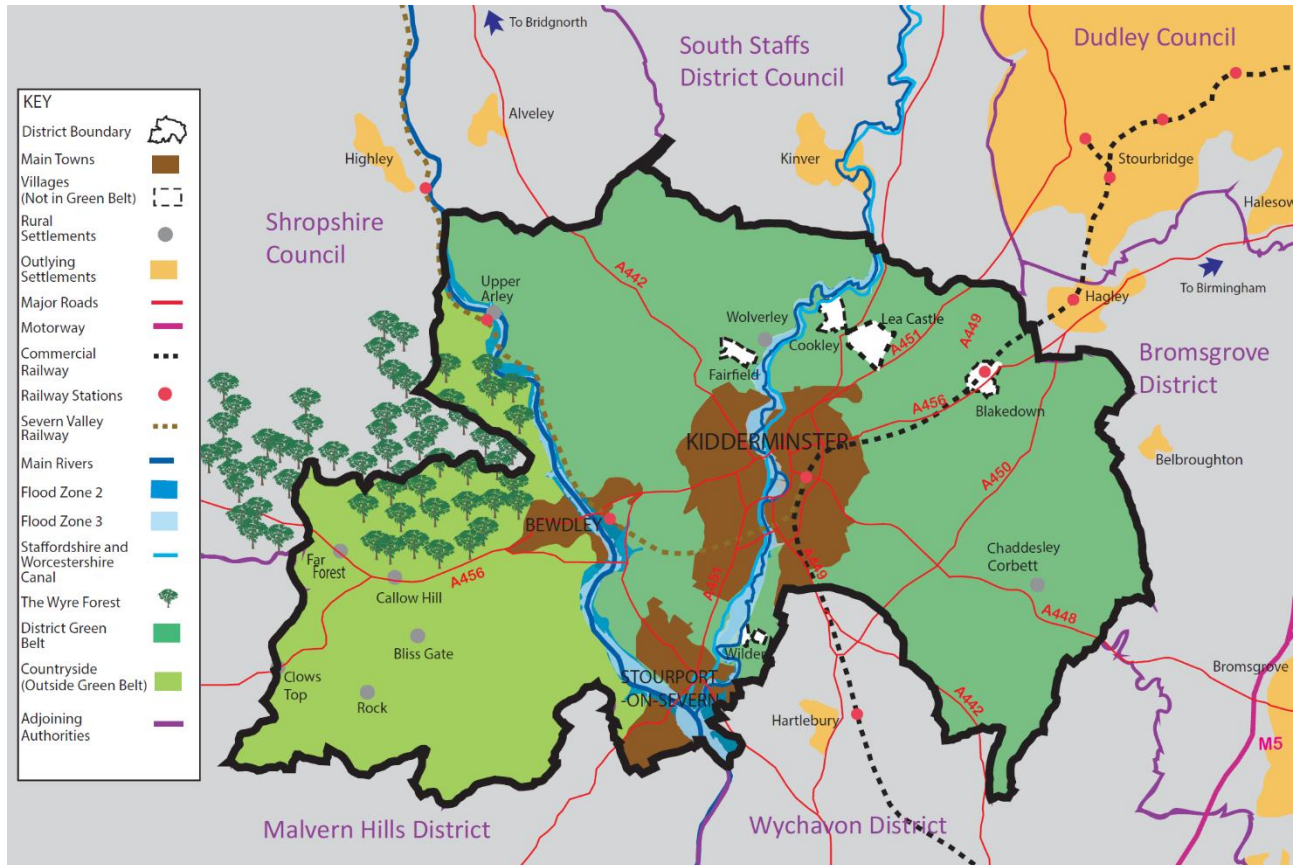 KEY
District Boundary
Main Towns
Villages
(Not in Green Belt)
Rural
Settlements
Outlying
Settlements
Major Roads
Motorway
Commercial
Railway
Railway Stations
Severn Valley
Railway
Main Rivers
Flood Zone 2
Flood Zone 3
Staffordshire and
Worcestershire
Canal
The Wyre Forest
District Green
Belt
Countryside
(Outside Green Belt)
Adjoining
Authorities
To Bridgnorth
South Staffs
District Council
Dudley Council
Alveley
Highley
Kinver
Stourbridge
Halesow
Shropshire
Council
To Birmingham
Hagley
A442
Upper
Arley
Wolverley
Lea Castle
A449
A451
Cookley
Fairfield
Bromsgrove
District
Blakedown
A456
KIDDERMINSTER
Belbroughton
A450
BEWDLEY
Far
Forest
A456
Callow Hill
A451
A449
Chaddesley
Corbett
A448
Bliss Gate
Wilden
Clows
Top
Rock
STOURPORT
-ON-SEVERN
Bromsgrove
A442
Hartlebury
M5
Malvern Hills District
Wychavon District